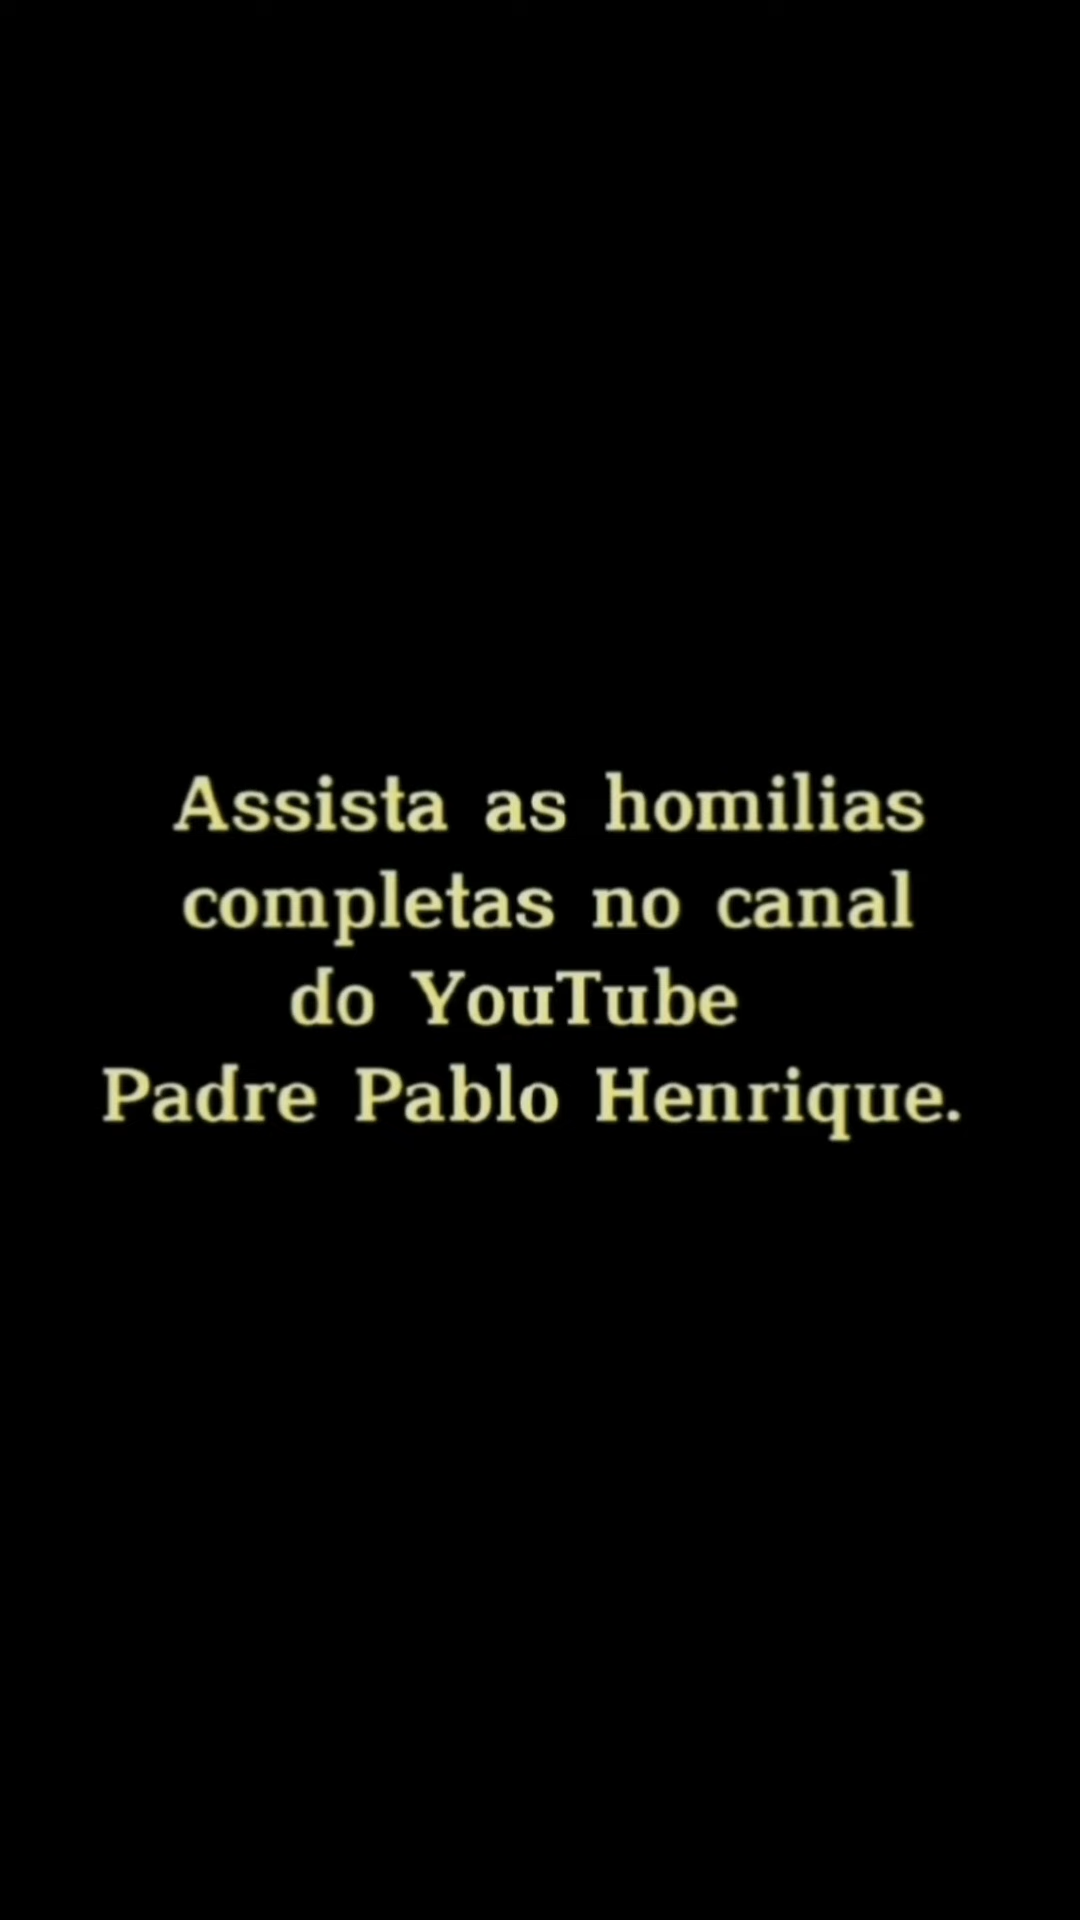 Assista as homilias
completas no canal
do YouTube
Padre Pablo Henrique.